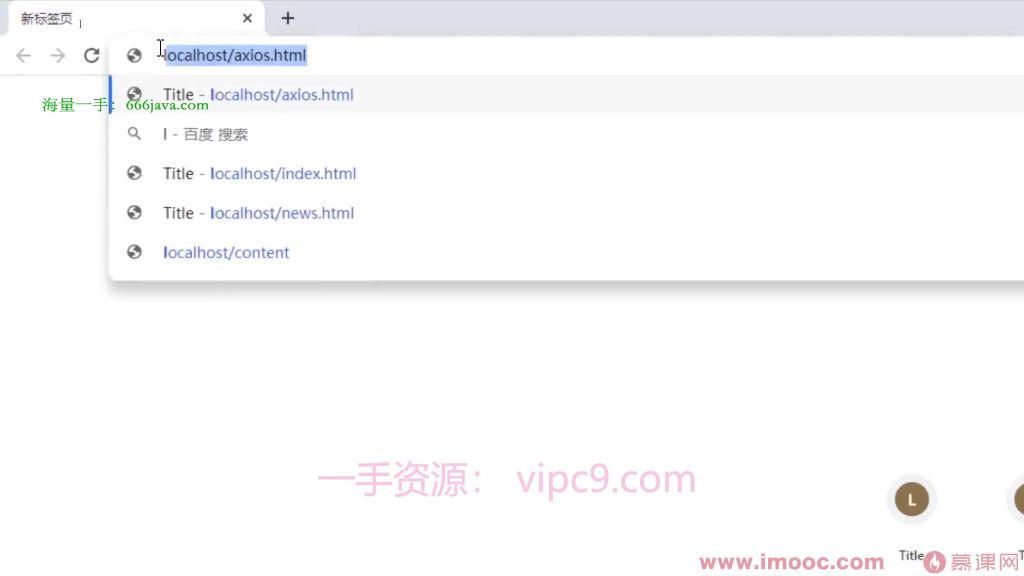 新标签页
localhost/axios.html
Title - localhost/axios.html
海量一手：666java.com
l - 百度 搜索
Title - localhost/index.html
Title - localhost/news.html
localhost/content
一手资源： vipc9.com
L
Title
www.imooc.com 慕课网